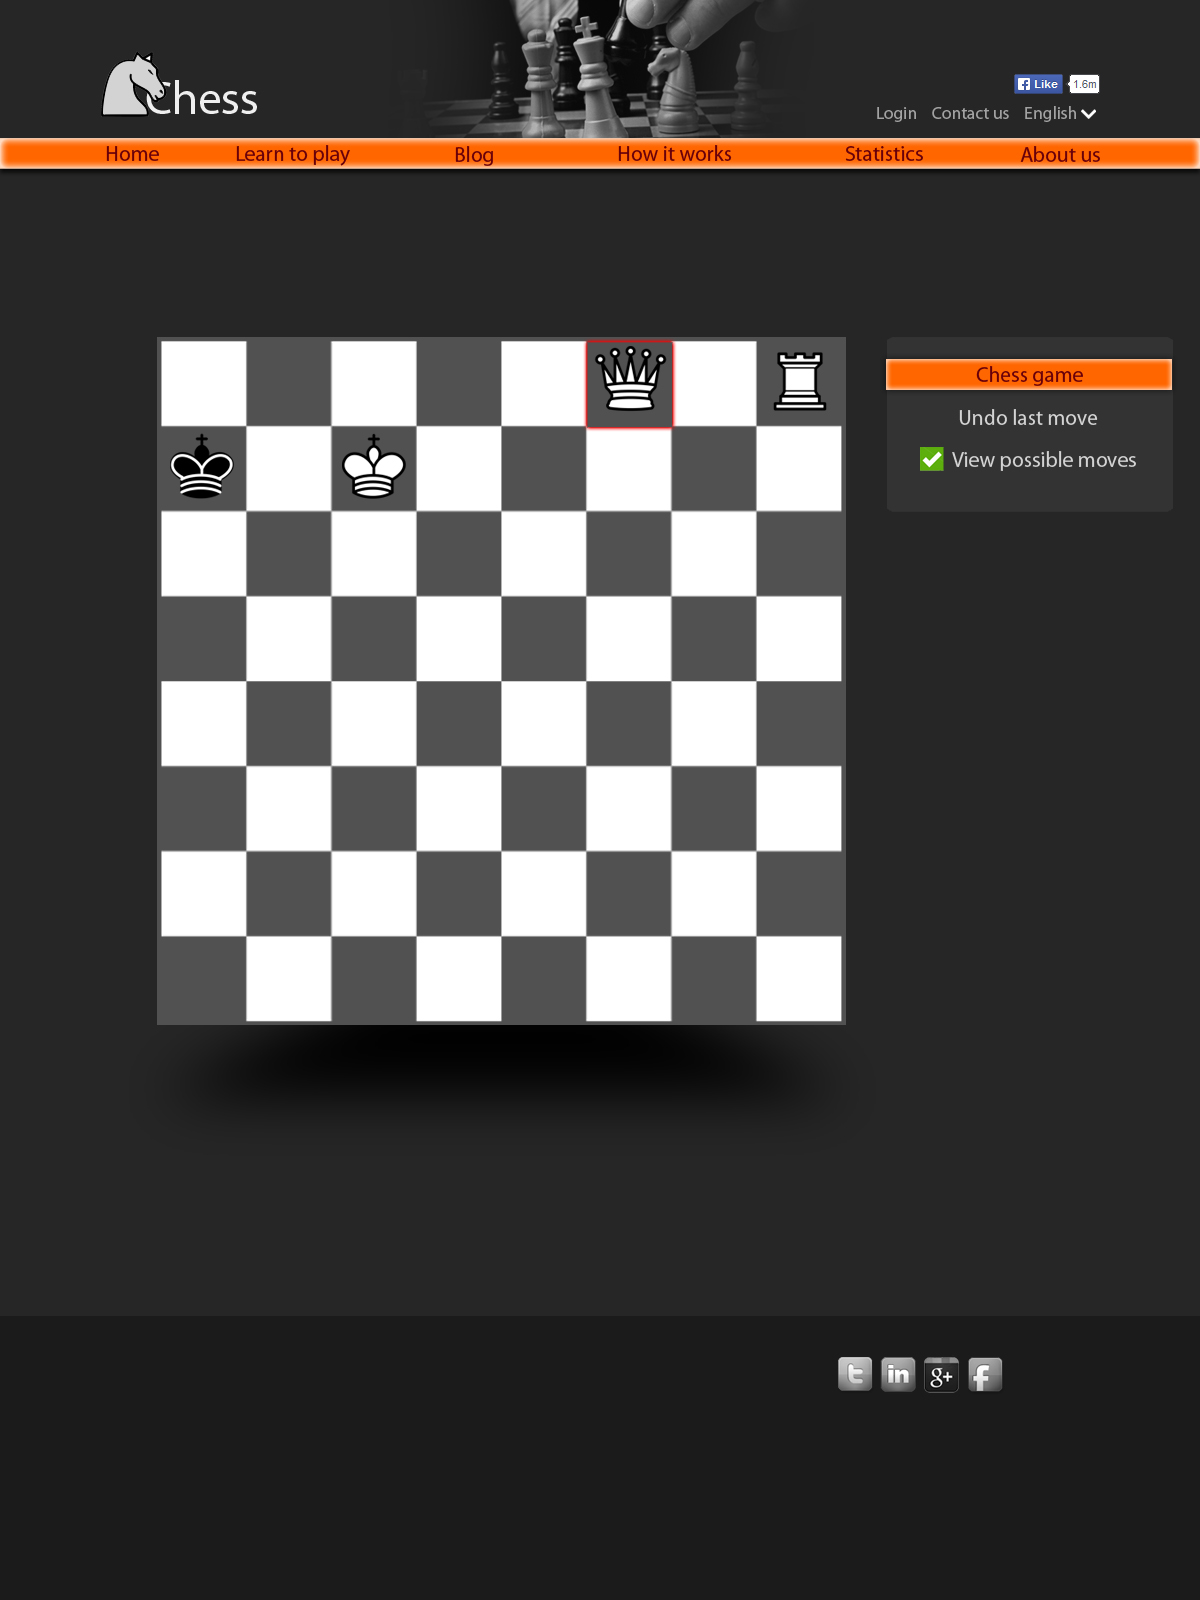 Chess
Like
1.6m
Login Contact us English
Home Learn to play Blog How it works Statistics About us
Chess game
Undo last move
View possible moves
t in g+ f